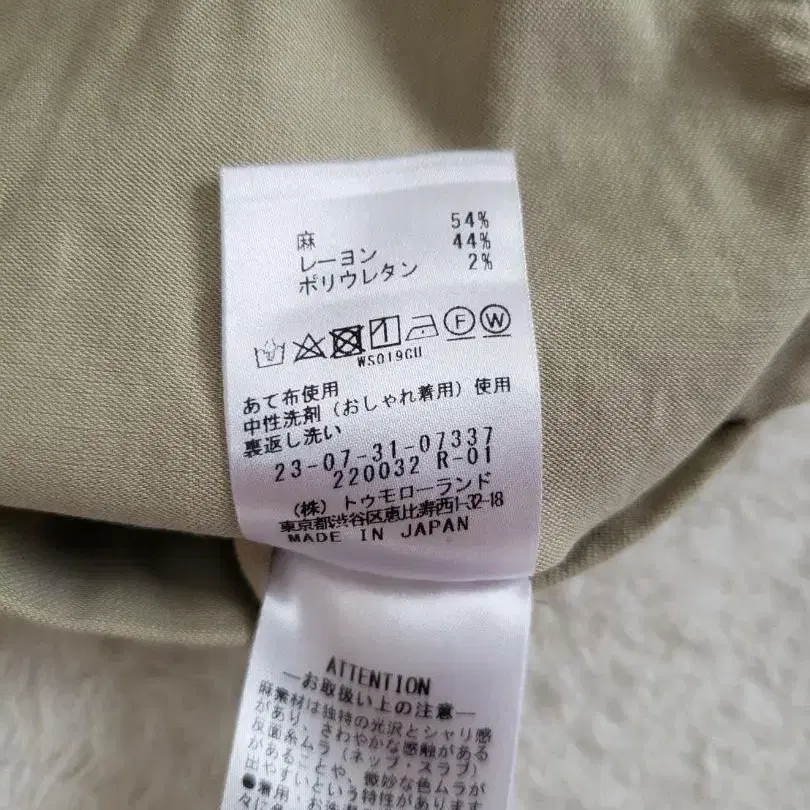 麻 54%
レーヨン 44%
ポリウレタン 2%
F W
WS019CU
あて布使用
中性洗剤（おしゃれ着用）使用
裏返し洗い
23-07-31-07337
220032 R-01
（株）トゥモローランド
東京都渋谷区恵比寿西1-32-18
MADE IN JAPAN
ATTENTION
—お取扱い上の注意—
麻素材は独特の光沢とシャリ感
があり、さわやかな感触がある
反面糸ムラ（ネップ・スラブ）
があることや、微妙な色ムラが
出やすいという特性があります
●着用・お洗